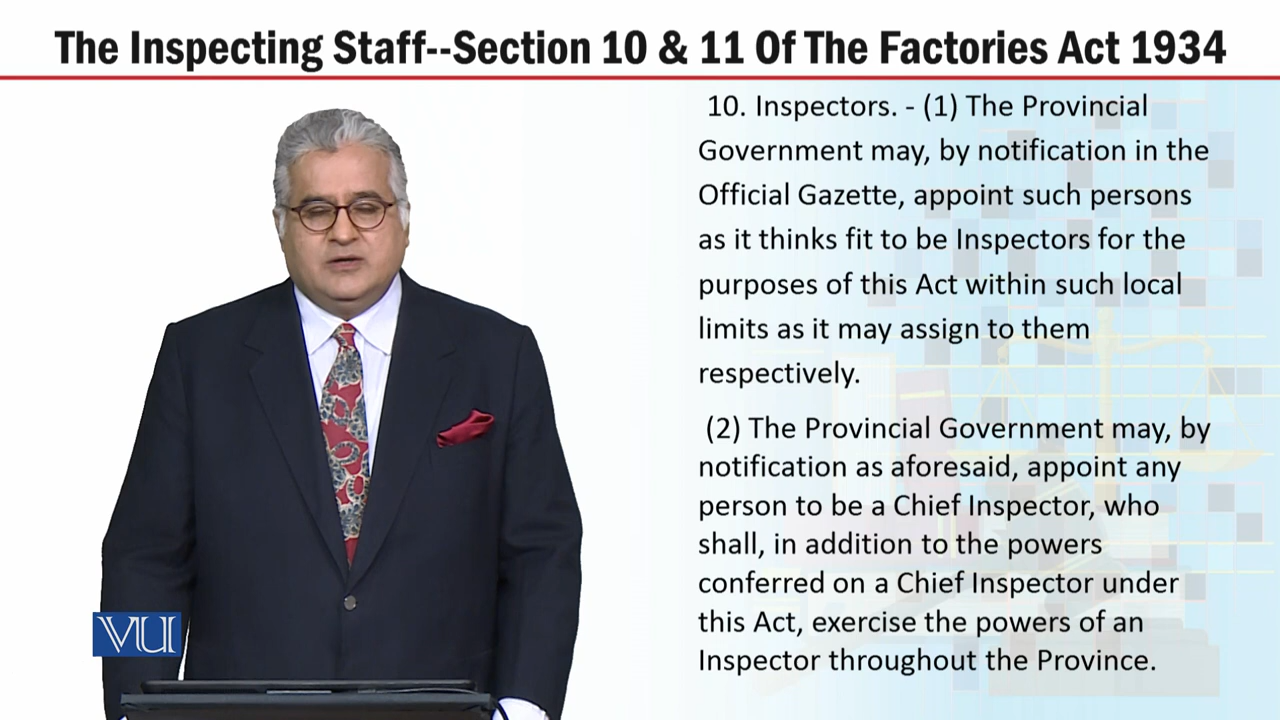 The Inspecting Staff--Section 10 & 11 Of The Factories Act 1934
10. Inspectors. - (1) The Provincial
Government may, by notification in the
Official Gazette, appoint such persons
as it thinks fit to be Inspectors for the
purposes of this Act within such local
limits as it may assign to them
respectively.
(2) The Provincial Government may, by
notification as aforesaid, appoint any
person to be a Chief Inspector, who
shall, in addition to the powers
conferred on a Chief Inspector under
this Act, exercise the powers of an
Inspector throughout the Province.
VU